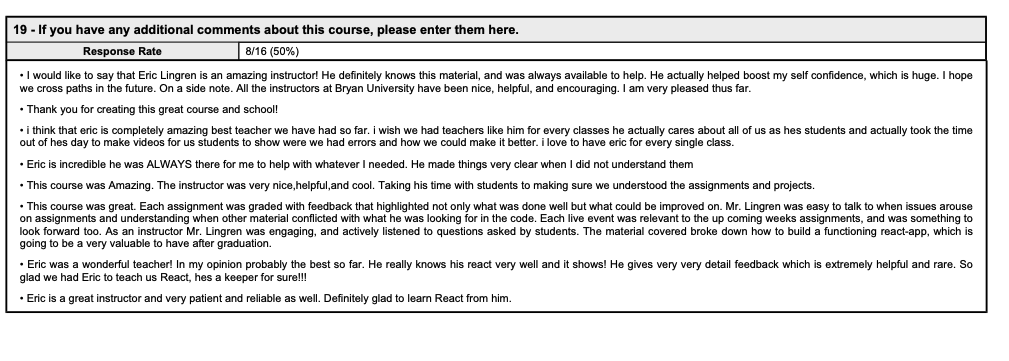 19 - If you have any additional comments about this course, please enter them here.
Response Rate 8/16 (50%)
• I would like to say that Eric Lingren is an amazing instructor! He definitely knows this material, and was always available to help. He actually helped boost my self confidence, which is huge. I hope
we cross paths in the future. On a side note. All the instructors at Bryan University have been nice, helpful, and encouraging. I am very pleased thus far.
• Thank you for creating this great course and school!
• i think that eric is completely amazing best teacher we have had so far. i wish we had teachers like him for every classes he actually cares about all of us as hes students and actually took the time
out of hes day to make videos for us students to show were we had errors and how we could make it better. i love to have eric for every single class.
• Eric is incredible he was ALWAYS there for me to help with whatever I needed. He made things very clear when I did not understand them
• This course was Amazing. The instructor was very nice,helpful,and cool. Taking his time with students to making sure we understood the assignments and projects.
• This course was great. Each assignment was graded with feedback that highlighted not only what was done well but what could be improved on. Mr. Lingren was easy to talk to when issues arouse
on assignments and understanding when other material conflicted with what he was looking for in the code. Each live event was relevant to the up coming weeks assignments, and was something to
look forward too. As an instructor Mr. Lingren was engaging, and actively listened to questions asked by students. The material covered broke down how to build a functioning react-app, which is
going to be a very valuable to have after graduation.
• Eric was a wonderful teacher! In my opinion probably the best so far. He really knows his react very well and it shows! He gives very very detail feedback which is extremely helpful and rare. So
glad we had Eric to teach us React, hes a keeper for sure!!!
• Eric is a great instructor and very patient and reliable as well. Definitely glad to learn React from him.